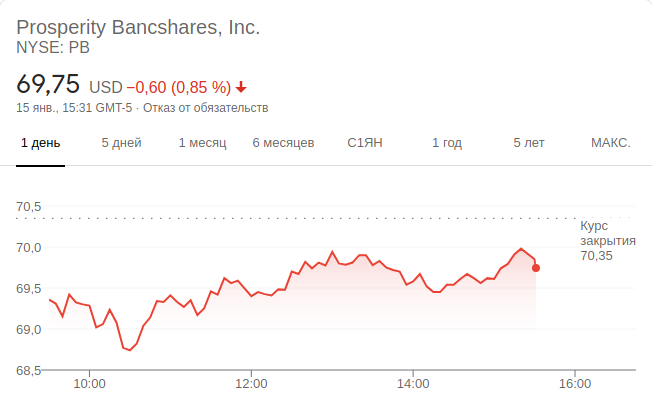 Prosperity Bancshares, Inc.
NYSE: PB
69,75 USD −0,60 (0,85 %)
15 янв., 15:31 GMT-5 · Отказ от обязательств
1 день 5 дней 1 месяц 6 месяцев С1ЯН 1 год 5 лет МАКС.
70,5
Курс
закрытия
70,35
70,0
69,5
69,0
68,5
10:00 12:00 14:00 16:00